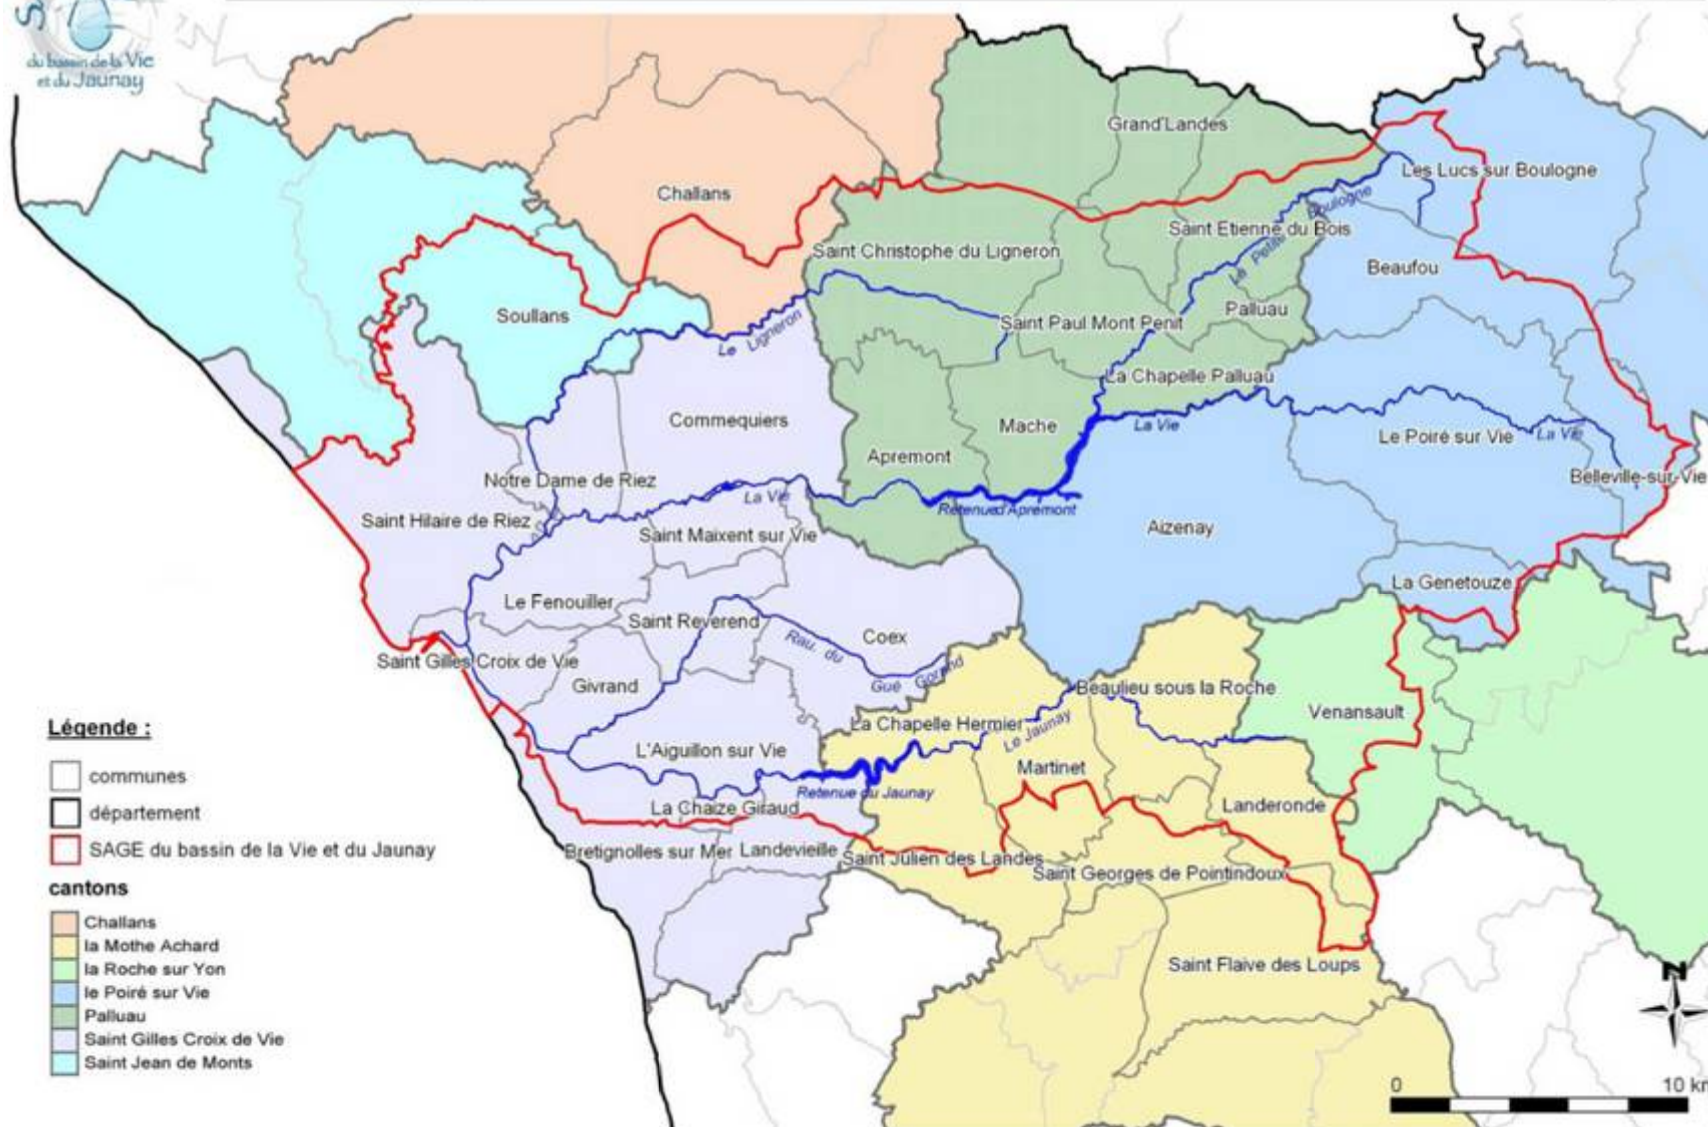 du bassin de la Vie
et du Jaunay
Grand'Landes
Les Lucs sur Boulogne
Challans
La Petite Boulogne
Saint Etienne du Bois
Saint Christophe du Ligneron
Beaufou
Soullans
Palluau
Saint Paul Mont Penit
Le Ligneron
La Chapelle Palluau
Commequiers
Mache
La Vie
Le Poiré sur Vie
La Vie
Apremont
Belleville-sur-Vie
Notre Dame de Riez
La Vie
Retenue d'Apremont
Saint Hilaire de Riez
Aizenay
Saint Maixent sur Vie
La Genetouze
Le Fenouiller
Saint Reverend
Coex
Rau. du Gué Gorand
Saint Gilles Croix de Vie
Givrand
Beaulieu sous la Roche
Venansault
La Chapelle Hermier
Le Jaunay
L'Aiguillon sur Vie
Martinet
Retenue du Jaunay
La Chaize Giraud
Landeronde
Bretignolles sur Mer
Landevieille
Saint Julien des Landes
Saint Georges de Pointindoux
Saint Flaive des Loups
Légende :
communes
département
SAGE du bassin de la Vie et du Jaunay
cantons
Challans
la Mothe Achard
la Roche sur Yon
le Poiré sur Vie
Palluau
Saint Gilles Croix de Vie
Saint Jean de Monts
N
0 10 km